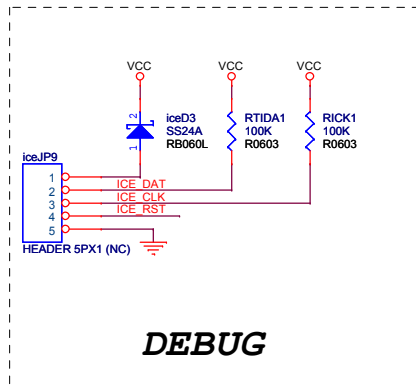 VCC VCC VCC
iceD3 RTIDA1 RICK1
SS24A 100K 100K
RB060L R0603 R0603
2
1
iceJP9
1
2 ICE_DAT
3 ICE_CLK
4 ICE_RST
5
HEADER 5PX1 (NC)
DEBUG